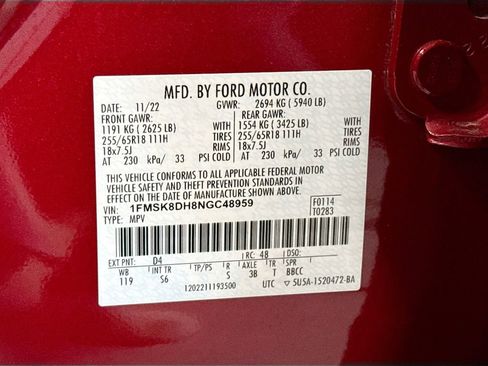 MFD. BY FORD MOTOR CO.
DATE: 11/22 GVWR: 2694 KG ( 5940 LB)
FRONT GAWR: REAR GAWR:
1191 KG ( 2625 LB) WITH 1554 KG ( 3425 LB) WITH
255/65R18 111H TIRES 255/65R18 111H TIRES
18x7.5J RIMS 18x7.5J RIMS
AT 230 kPa/ 33 PSI COLD AT 230 kPa/ 33 PSI COLD
THIS VEHICLE CONFORMS TO ALL APPLICABLE FEDERAL MOTOR
VEHICLE SAFETY AND THEFT PREVENTION STANDARDS IN
EFFECT ON THE DATE OF MANUFACTURE SHOWN ABOVE.
VIN: 1FMSK8DH8NGC48959 F0114
TYPE: MPV T0283
EXT PNT: D4 RC: 48 DSO:
WB INT TR TP/PS R AXLE TR SPR
119 S6 S 3B T BBCC
1202211193500 UTC ▽ 5U5A-1520472-BA